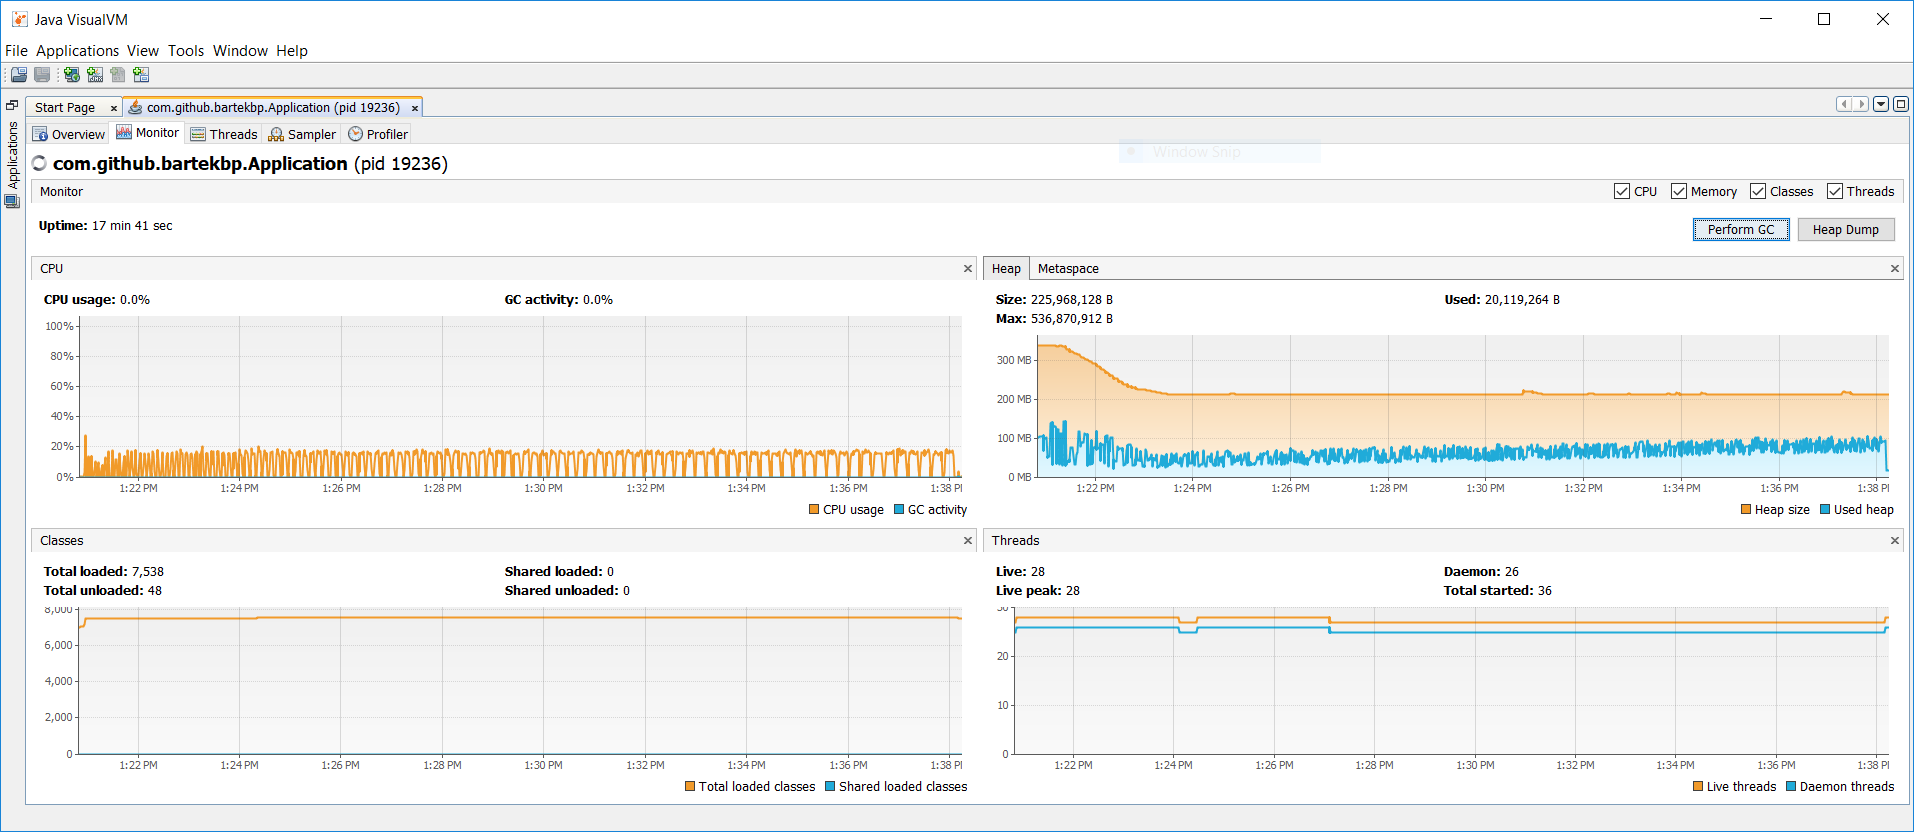 Java VisualVM
File Applications View Tools Window Help
Applications
Start Page
com.github.bartekbp.Application (pid 19236)
Overview Monitor Threads Sampler Profiler
Window Snip
com.github.bartekbp.Application (pid 19236)
Monitor
CPU Memory Classes Threads
Uptime: 17 min 41 sec
Perform GC Heap Dump
CPU
CPU usage: 0.0% GC activity: 0.0%
100%
80%
60%
40%
20%
0%
1:22 PM 1:24 PM 1:26 PM 1:28 PM 1:30 PM 1:32 PM 1:34 PM 1:36 PM 1:38 P
CPU usage GC activity
Heap Metaspace
Size: 225,968,128 B Used: 20,119,264 B
Max: 536,870,912 B
300 MB
200 MB
100 MB
0 MB
1:22 PM 1:24 PM 1:26 PM 1:28 PM 1:30 PM 1:32 PM 1:34 PM 1:36 PM 1:38 P
Heap size Used heap
Classes
Total loaded: 7,538 Shared loaded: 0
Total unloaded: 48 Shared unloaded: 0
8,000
6,000
4,000
2,000
0
1:22 PM 1:24 PM 1:26 PM 1:28 PM 1:30 PM 1:32 PM 1:34 PM 1:36 PM 1:38 P
Total loaded classes Shared loaded classes
Threads
Live: 28 Daemon: 26
Live peak: 28 Total started: 36
30
20
10
0
1:22 PM 1:24 PM 1:26 PM 1:28 PM 1:30 PM 1:32 PM 1:34 PM 1:36 PM 1:38 P
Live threads Daemon threads